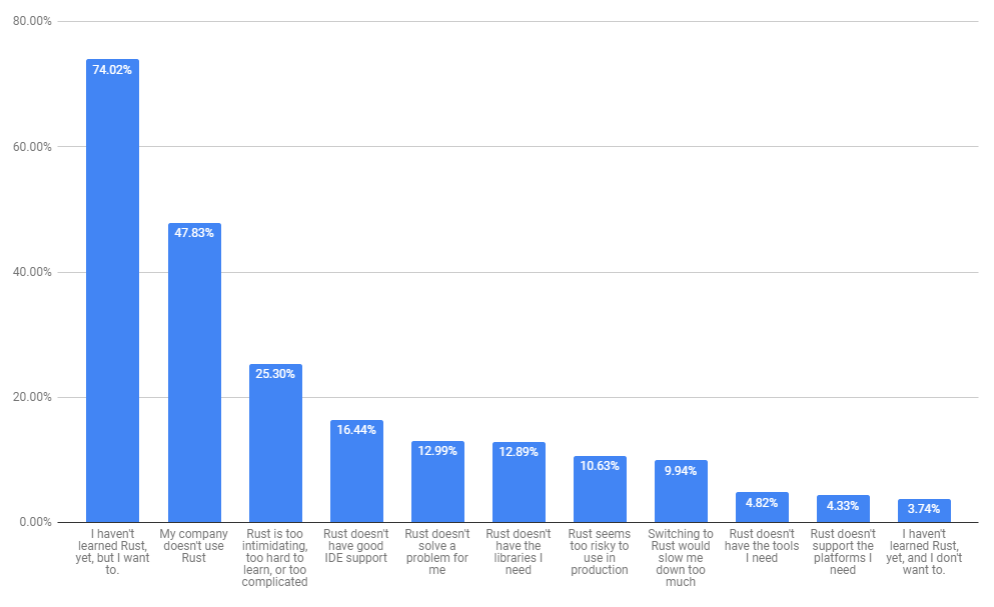 80.00%
60.00%
40.00%
20.00%
0.00%
74.02%
47.83%
25.30%
16.44%
12.99%
12.89%
10.63%
9.94%
4.82%
4.33%
3.74%
I haven't
learned Rust,
yet, but I want
to.
My company
doesn't use
Rust
Rust is too
intimidating,
too hard to
learn, or too
complicated
Rust doesn't
have good
IDE support
Rust doesn't
solve a
problem for
me
Rust doesn't
have the
libraries I
need
Rust seems
too risky to
use in
production
Switching to
Rust would
slow me
down too
much
Rust doesn't
have the tools
I need
Rust doesn't
support the
platforms I
need
I haven't
learned Rust,
yet, and I don't
want to.